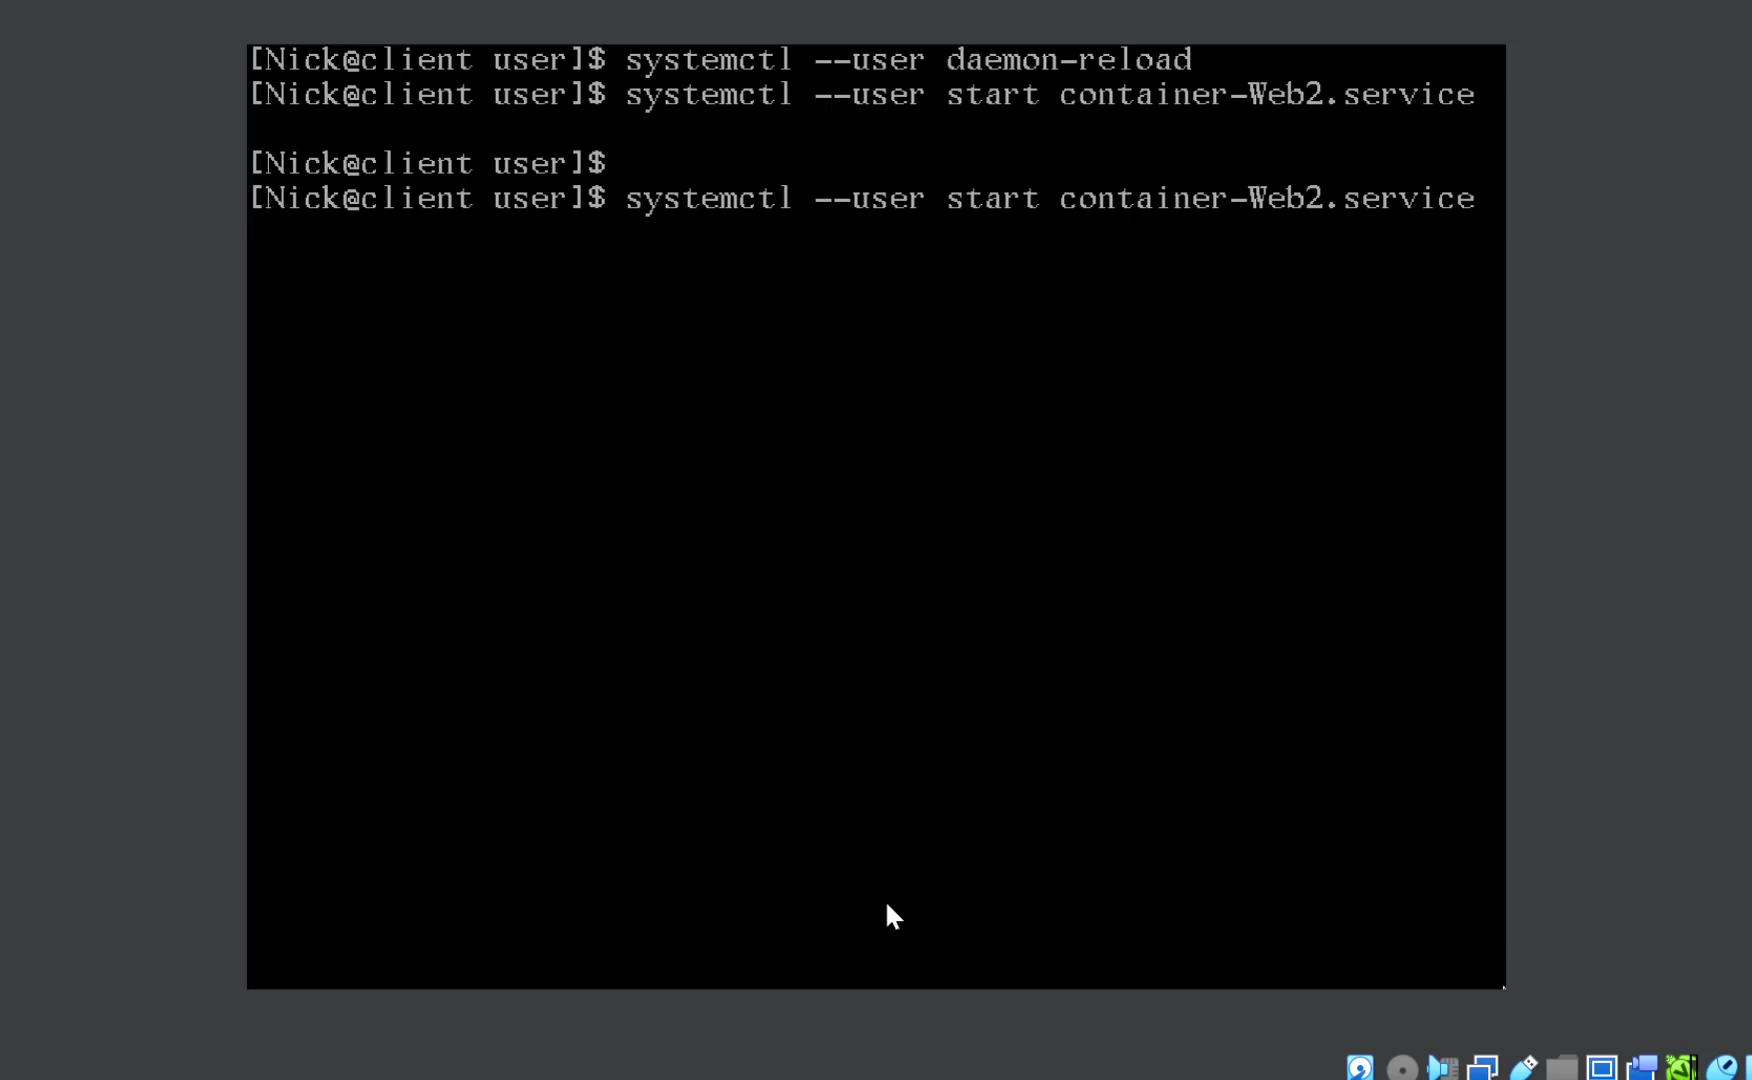 [Nick@client user]$ systemctl --user daemon-reload
[Nick@client user]$ systemctl --user start container-Web2.service
[Nick@client user]$
[Nick@client user]$ systemctl --user start container-Web2.service